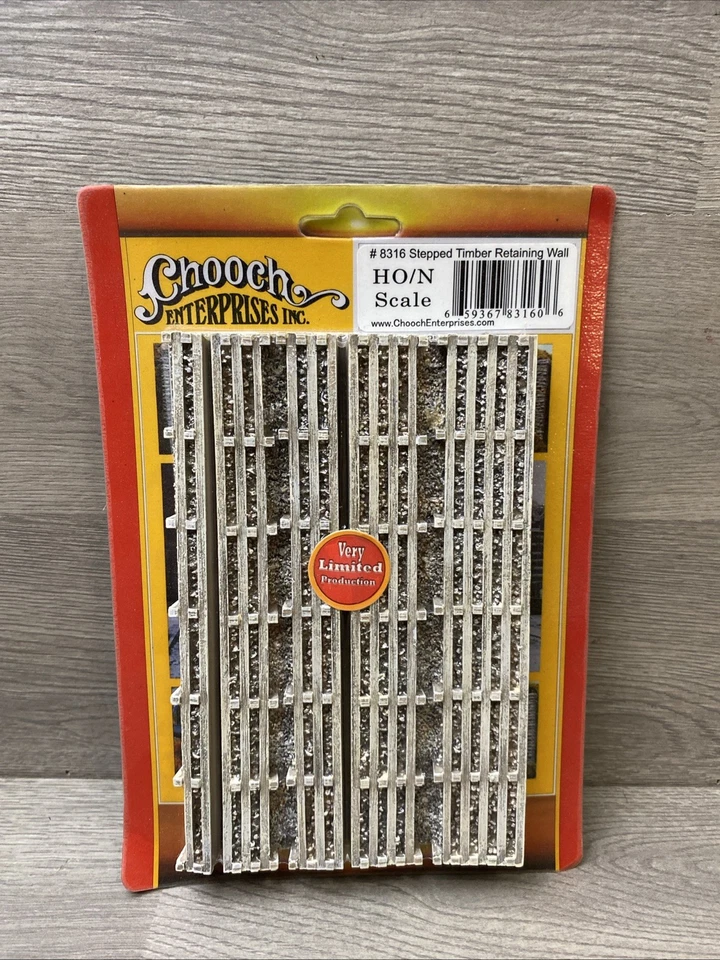 Chooch
ENTERPRISES INC.
# 8316 Stepped Timber Retaining Wall
HO/N
Scale
6 59367 83160 6
www.ChoochEnterprises.com
Very
Limited
Production